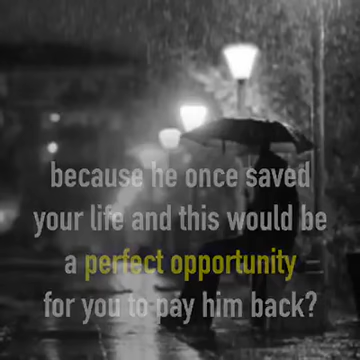 because he once saved
your life and this would be
a perfect opportunity
for you to pay him back?